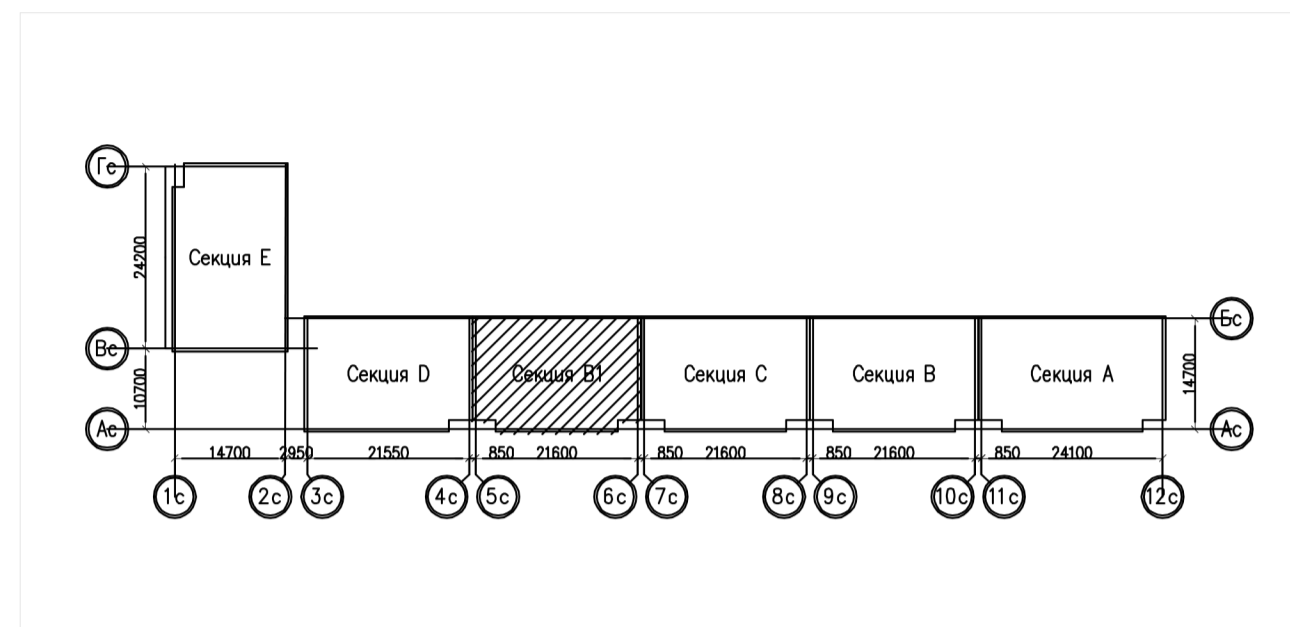 Гс
24200
Секция E
Вс
Бс
10700
Секция D
Секция B1
Секция C
Секция B
Секция A
14700
Ас
Ас
14700 2950 21550 850 21600 850 21600 850 21600 850 24100
1с 2с 3с 4с 5с 6с 7с 8с 9с 10с 11с 12с